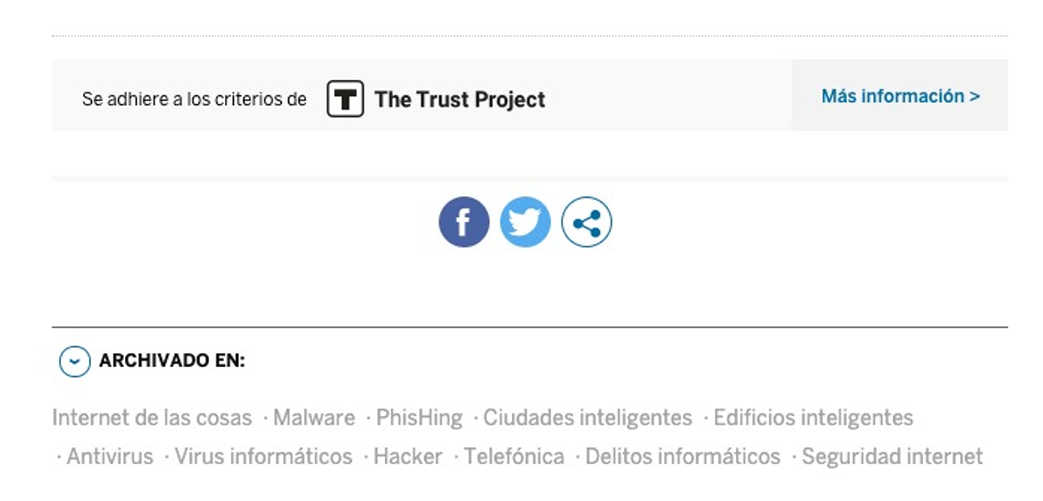 Se adhiere a los criterios de T The Trust Project Más información >
f
ARCHIVADO EN:
Internet de las cosas · Malware · PhisHing · Ciudades inteligentes · Edificios inteligentes
· Antivirus · Virus informáticos · Hacker · Telefónica · Delitos informáticos · Seguridad internet